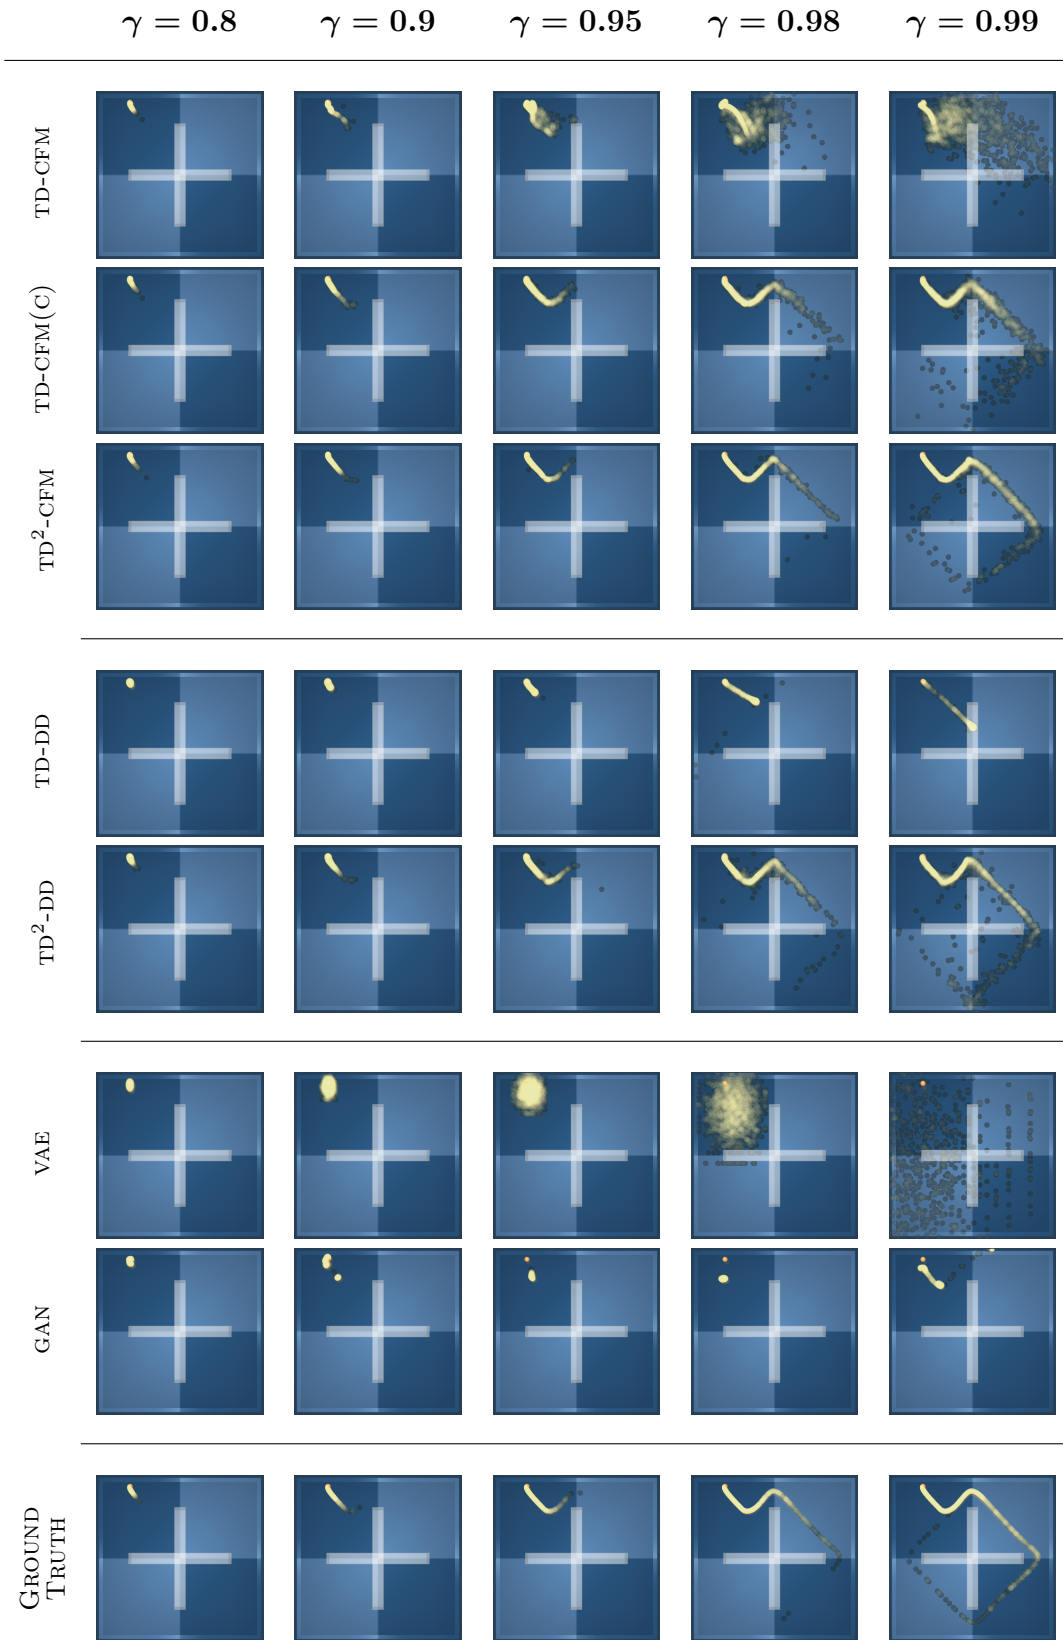 γ = 0.8 γ = 0.9 γ = 0.95 γ = 0.98 γ = 0.99
TD-CFM
TD-CFM(C)
TD²-CFM
TD-DD
TD²-DD
VAE
GAN
GROUND
TRUTH